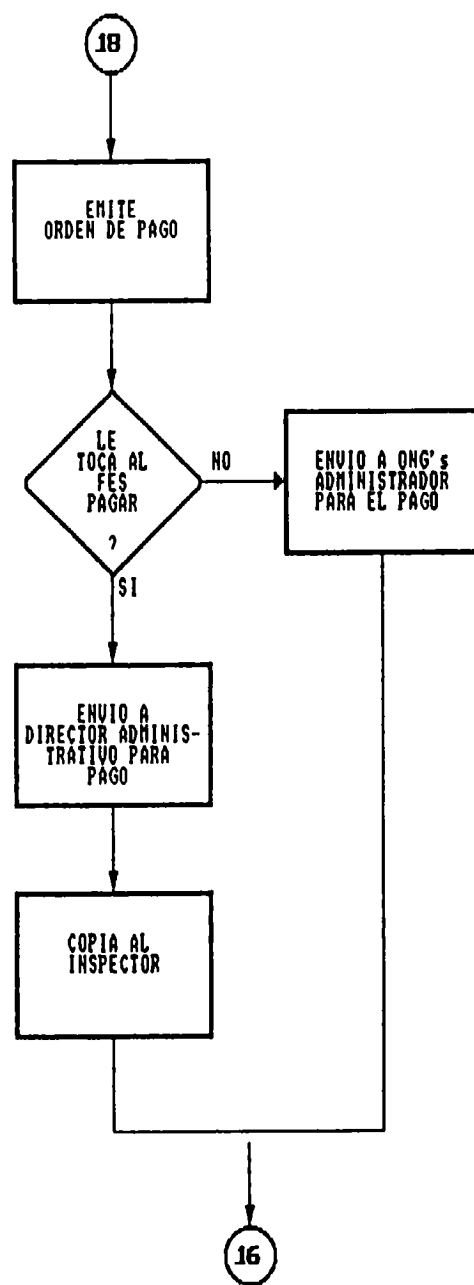 18
EMITE
ORDEN DE PAGO
LE
TOCA AL
FES
PAGAR
?
NO
ENVIO A ONG's
ADMINISTRADOR
PARA EL PAGO
SI
ENVIO A
DIRECTOR ADMINIS-
TRATIVO PARA
PAGO
COPIA AL
INSPECTOR
16